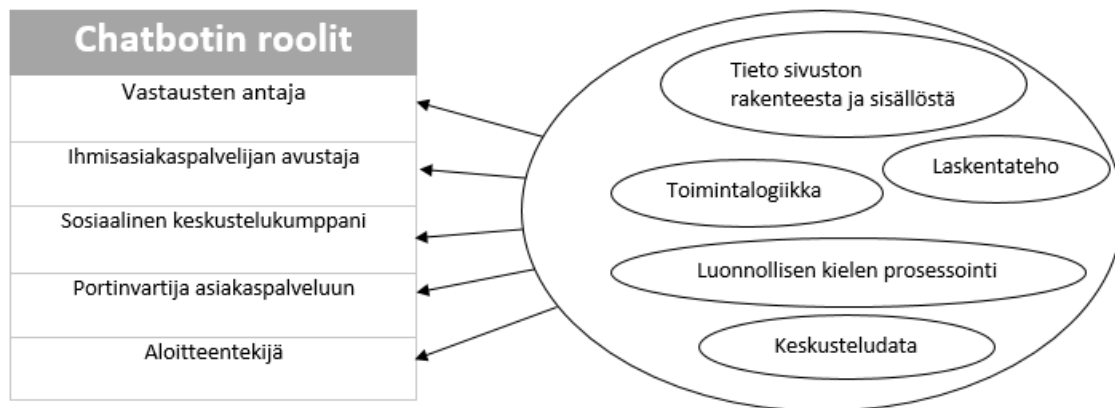 Chatbotin roolit
Vastausten antaja
Ihmisasiakaspalvelijan avustaja
Sosiaalinen keskustelukumppani
Portinvartija asiakaspalveluun
Aloitteentekijä
Tieto sivuston
rakenteesta ja sisällöstä
Laskentateho
Toimintalogiikka
Luonnollisen kielen prosessointi
Keskusteludata